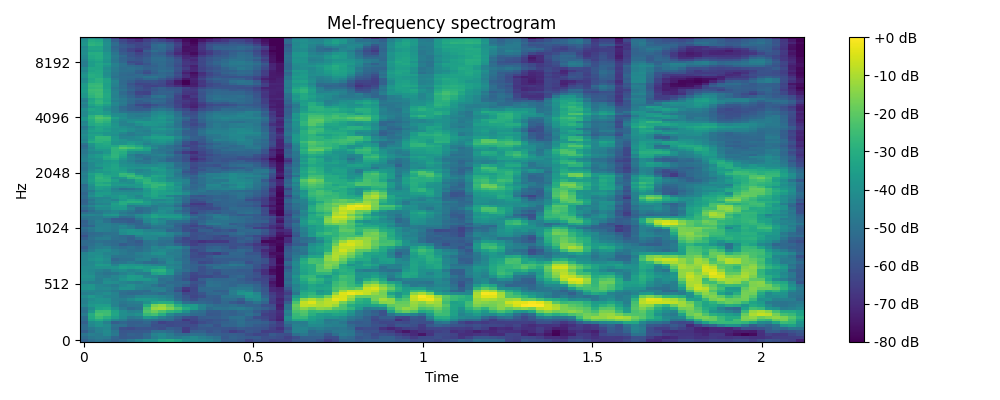 Mel-frequency spectrogram
Hz
8192
4096
2048
1024
512
0
0
0.5
1
1.5
2
Time
+0 dB
-10 dB
-20 dB
-30 dB
-40 dB
-50 dB
-60 dB
-70 dB
-80 dB